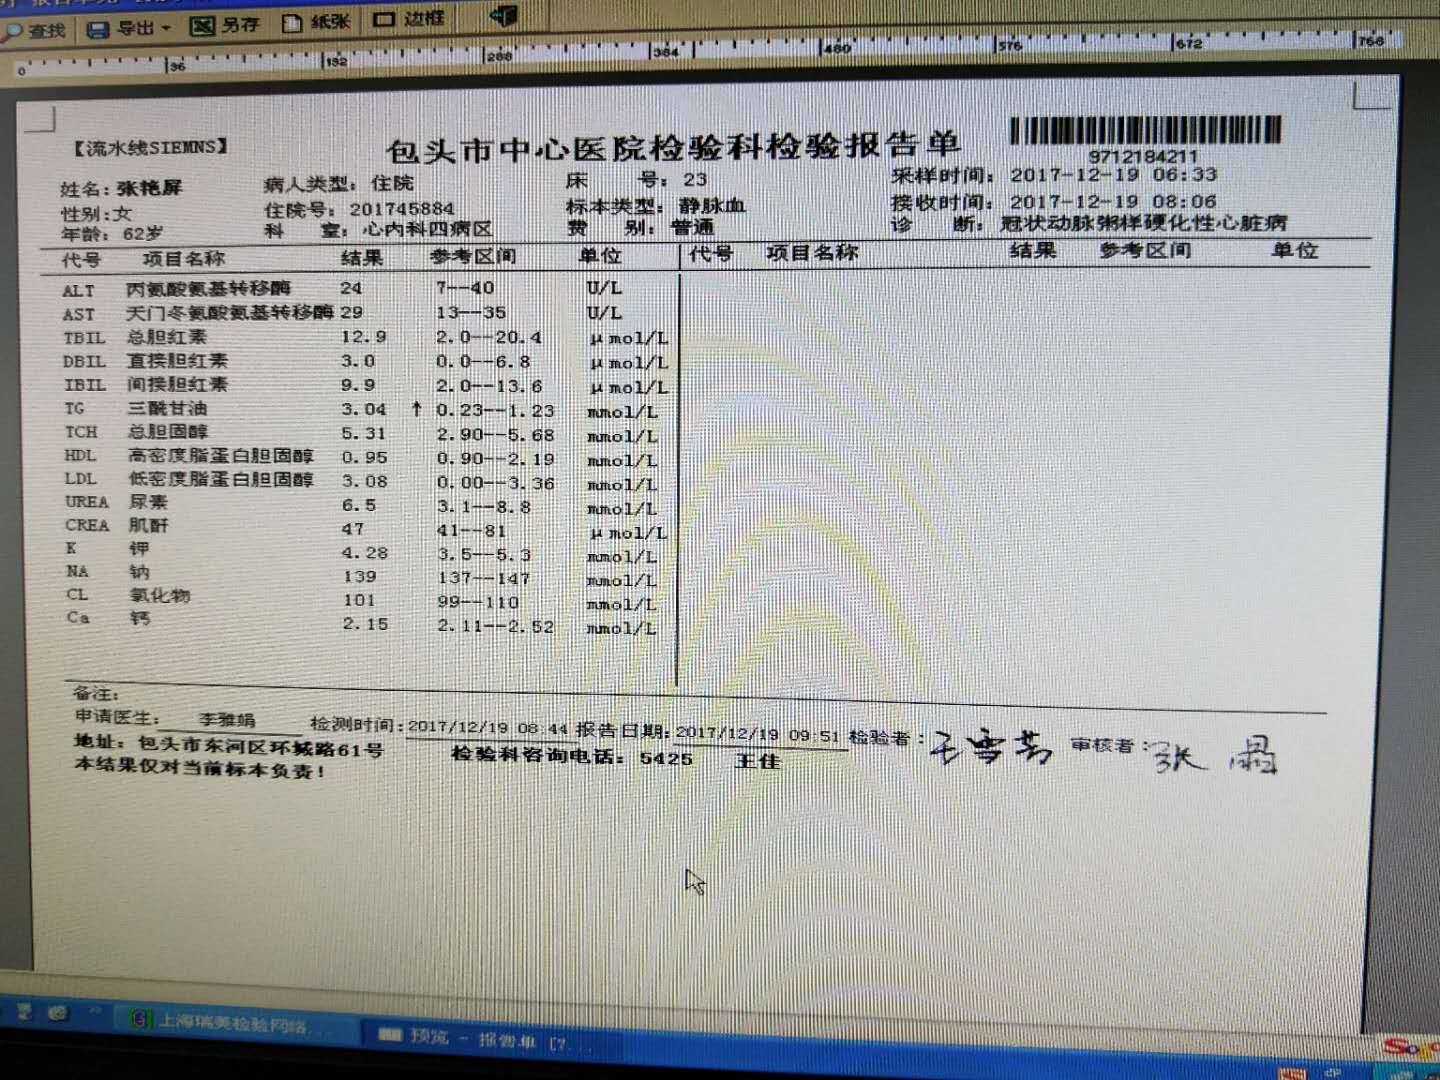 查找 导出 另存 纸张 边框
0 96 192 288 384 480 576 672 768
【流水线SIEMNS】
包头市中心医院检验科检验报告单
9712184211
姓名: 张艳屏 病人类型: 住院 床 号: 23 采样时间: 2017-12-19 06:33
性别: 女 住院号: 201745884 标本类型: 静脉血 接收时间: 2017-12-19 08:06
年龄: 62岁 科 室: 心内科四病区 费 别: 普通 诊 断: 冠状动脉粥样硬化性心脏病
代号 项目名称 结果 参考区间 单位 代号 项目名称 结果 参考区间 单位
ALT 丙氨酸氨基转移酶 24 7--40 U/L
AST 天门冬氨酸氨基转移酶 29 13--35 U/L
TBIL 总胆红素 12.9 2.0--20.4 μmol/L
DBIL 直接胆红素 3.0 0.0--6.8 μmol/L
IBIL 间接胆红素 9.9 2.0--13.6 μmol/L
TG 三酰甘油 3.04 ↑ 0.23--1.23 mmol/L
TCH 总胆固醇 5.31 2.90--5.68 mmol/L
HDL 高密度脂蛋白胆固醇 0.95 0.90--2.19 mmol/L
LDL 低密度脂蛋白胆固醇 3.08 0.00--3.36 mmol/L
UREA 尿素 6.5 3.1--8.8 mmol/L
CREA 肌酐 47 41--81 μmol/L
K 钾 4.28 3.5--5.3 mmol/L
NA 钠 139 137--147 mmol/L
CL 氯化物 101 99--110 mmol/L
Ca 钙 2.15 2.11--2.52 mmol/L
备注:
申请医生: 李雅娟 检测时间: 2017/12/19 08:44 报告日期: 2017/12/19 09:51 检验者: 王雪芳 审核者: 张
地址: 包头市东河区环城路61号 检验科咨询电话: 5425 王佳
本结果仅对当前标本负责!
上海瑞美检验网络... 预览 - 报告单 [7...